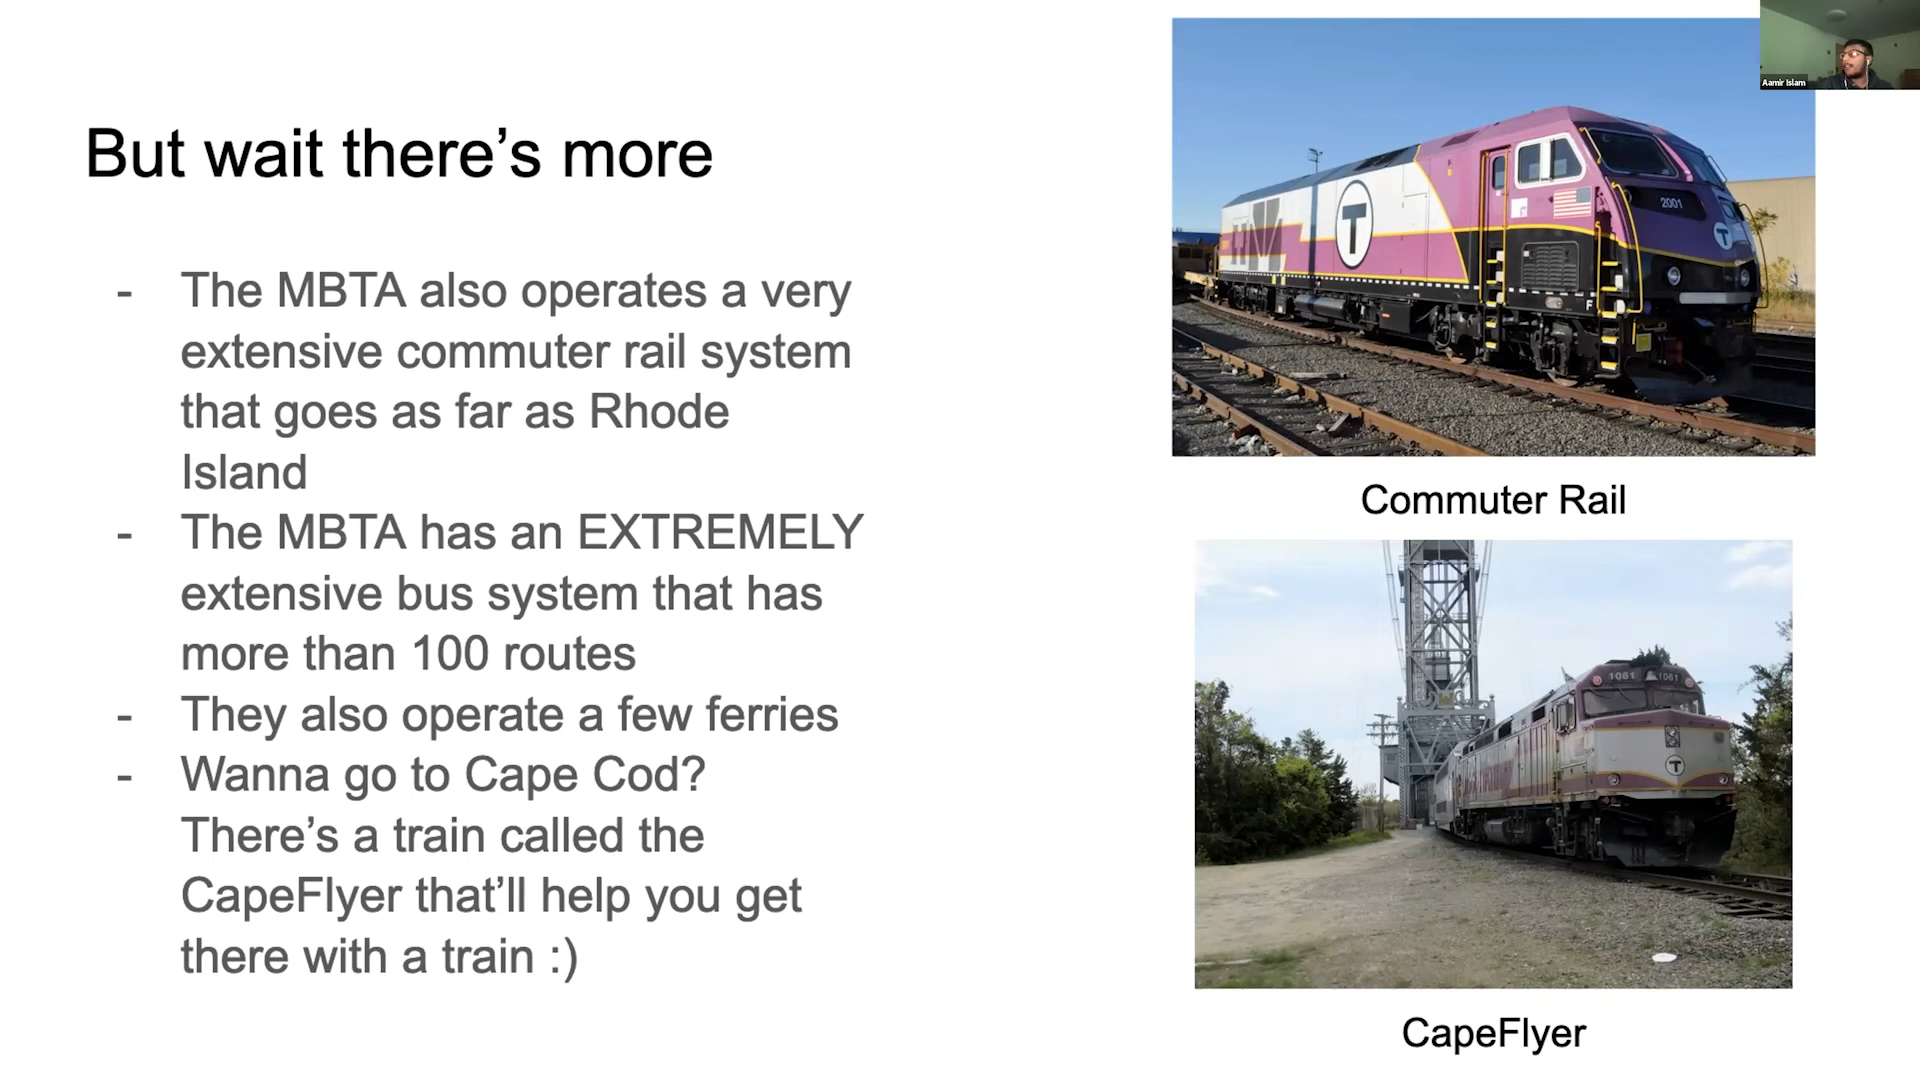 Aamir Islam
But wait there’s more
- The MBTA also operates a very
extensive commuter rail system
that goes as far as Rhode
Island
- The MBTA has an EXTREMELY
extensive bus system that has
more than 100 routes
- They also operate a few ferries
- Wanna go to Cape Cod?
There’s a train called the
CapeFlyer that’ll help you get
there with a train :)
T
2001
T
F
Commuter Rail
1061 1061
T
CapeFlyer